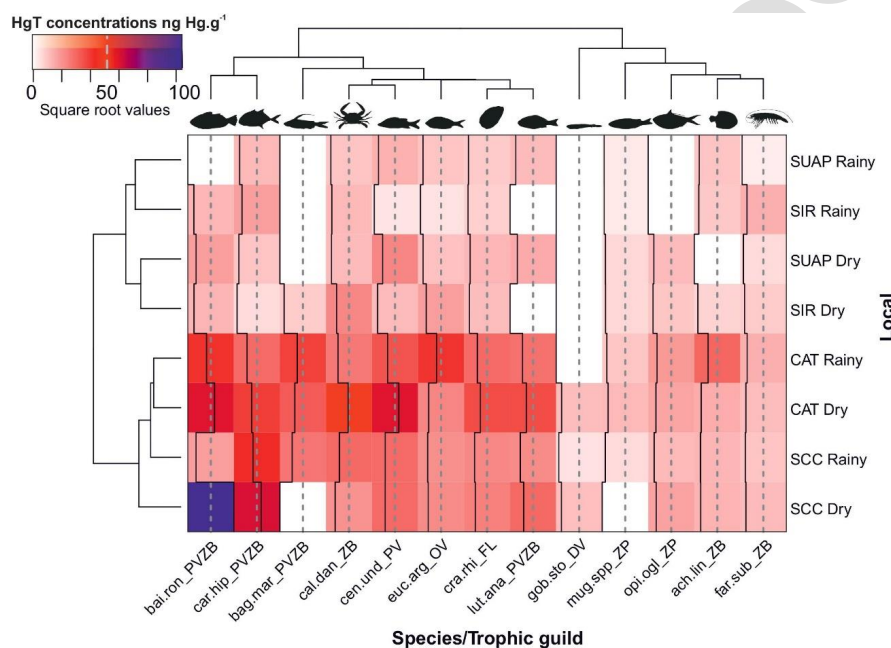 HgT concentrations ng Hg.g⁻¹
0 50 100
Square root values
SUAP Rainy
SIR Rainy
SUAP Dry
SIR Dry
CAT Rainy
CAT Dry
SCC Rainy
SCC Dry
Local
bai.ron_PVZB
car.hip_PVZB
bag.mar_PVZB
cal.dan_ZB
cen.und_PV
euc.arg_OV
cra.rhi_FL
lut.ana_PVZB
gob.sto_DV
mug.spp_ZP
opi.ogl_ZP
ach.lin_ZB
far.sub_ZB
Species/Trophic guild